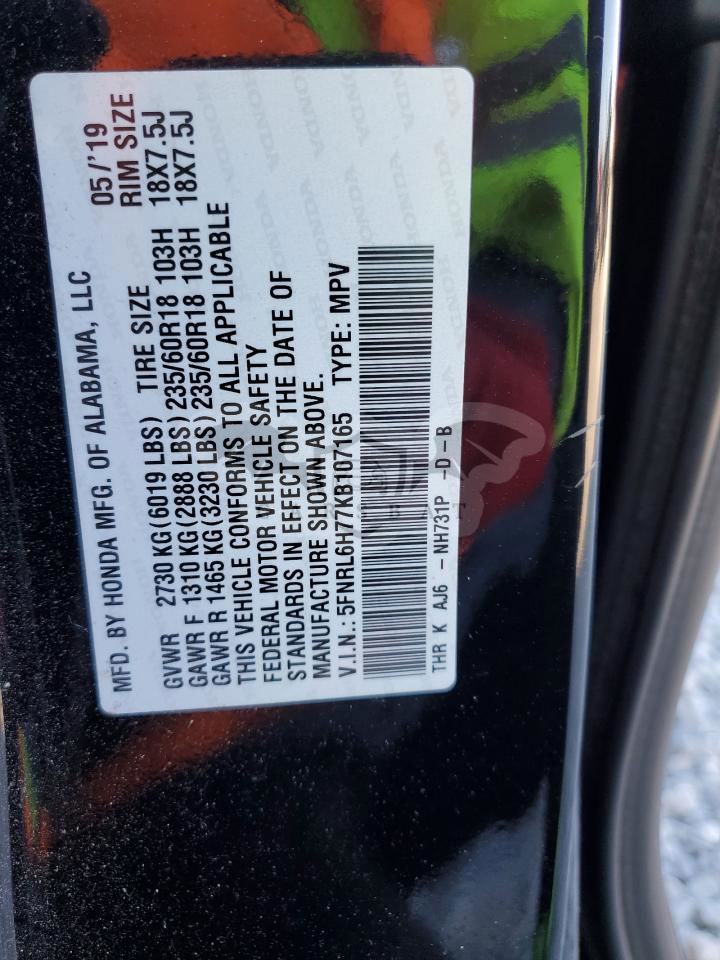 MFD. BY HONDA MFG. OF ALABAMA, LLC 05/'19
GVWR 2730 KG(6019 LBS) TIRE SIZE RIM SIZE
GAWR F 1310 KG(2888 LBS) 235/60R18 103H 18X7.5J
GAWR R 1465 KG(3230 LBS) 235/60R18 103H 18X7.5J
THIS VEHICLE CONFORMS TO ALL APPLICABLE
FEDERAL MOTOR VEHICLE SAFETY
STANDARDS IN EFFECT ON THE DATE OF
MANUFACTURE SHOWN ABOVE.
V.I.N.: 5FNRL6H77KB107165 TYPE: MPV
THR K AJ6 - NH731P -D-B